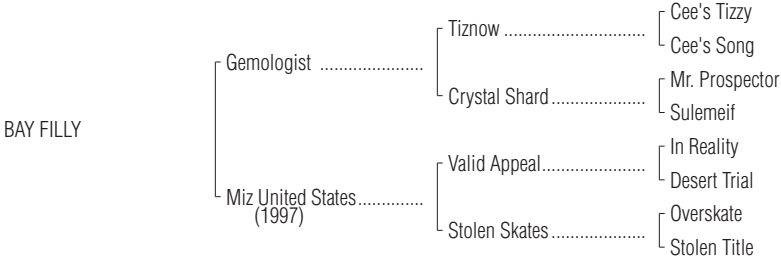 Cee's Tizzy
Tiznow ..............................
Cee's Song
Gemologist ......................
Mr. Prospector
Crystal Shard....................
Sulemeif
BAY FILLY
In Reality
Valid Appeal......................
Desert Trial
Miz United States..............
(1997)
Overskate
Stolen Skates ....................
Stolen Title